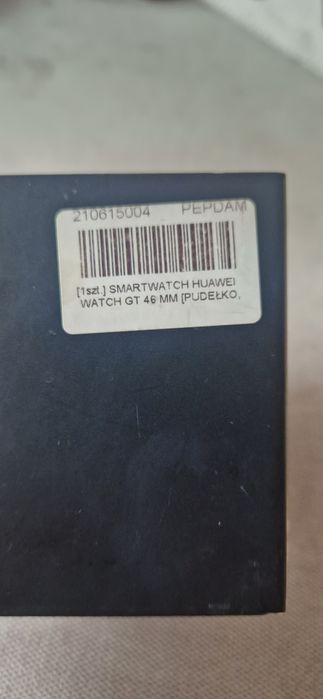 210615004 PEPDAM
[1szt.] SMARTWATCH HUAWEI
WATCH GT 46 MM [PUDEŁKO,